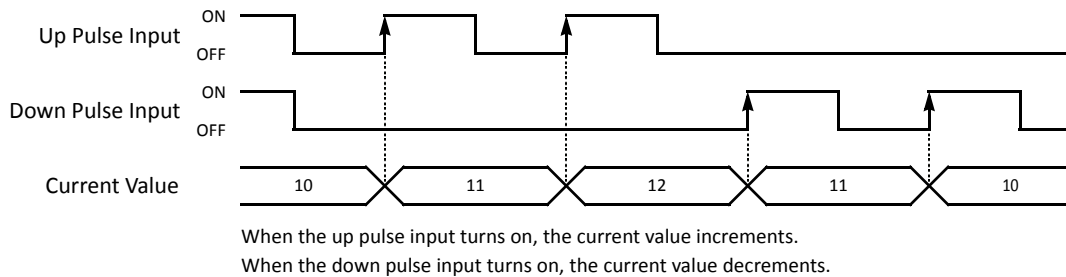 ON
Up Pulse Input
OFF
ON
Down Pulse Input
OFF
Current Value 10 11 12 11 10
When the up pulse input turns on, the current value increments.
When the down pulse input turns on, the current value decrements.